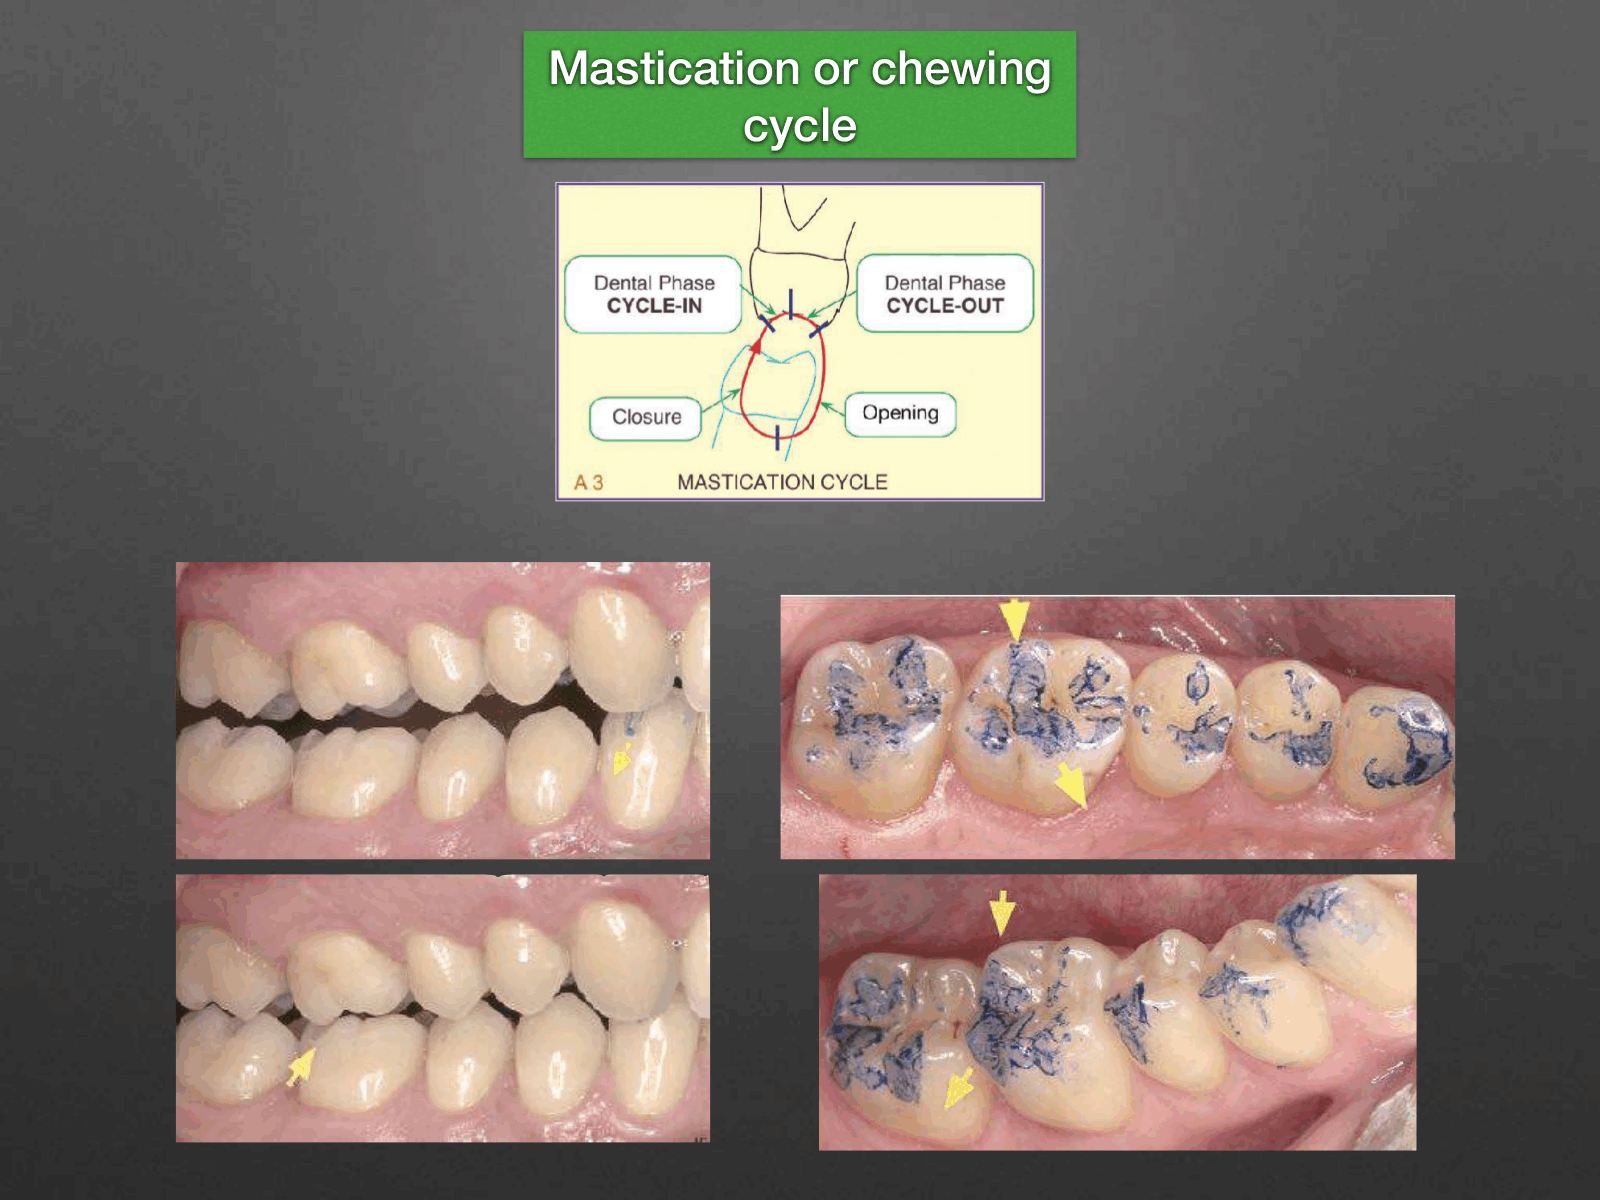 Mastication or chewing
cycle
Dental Phase
CYCLE-IN
Dental Phase
CYCLE-OUT
Closure
Opening
A 3
MASTICATION CYCLE